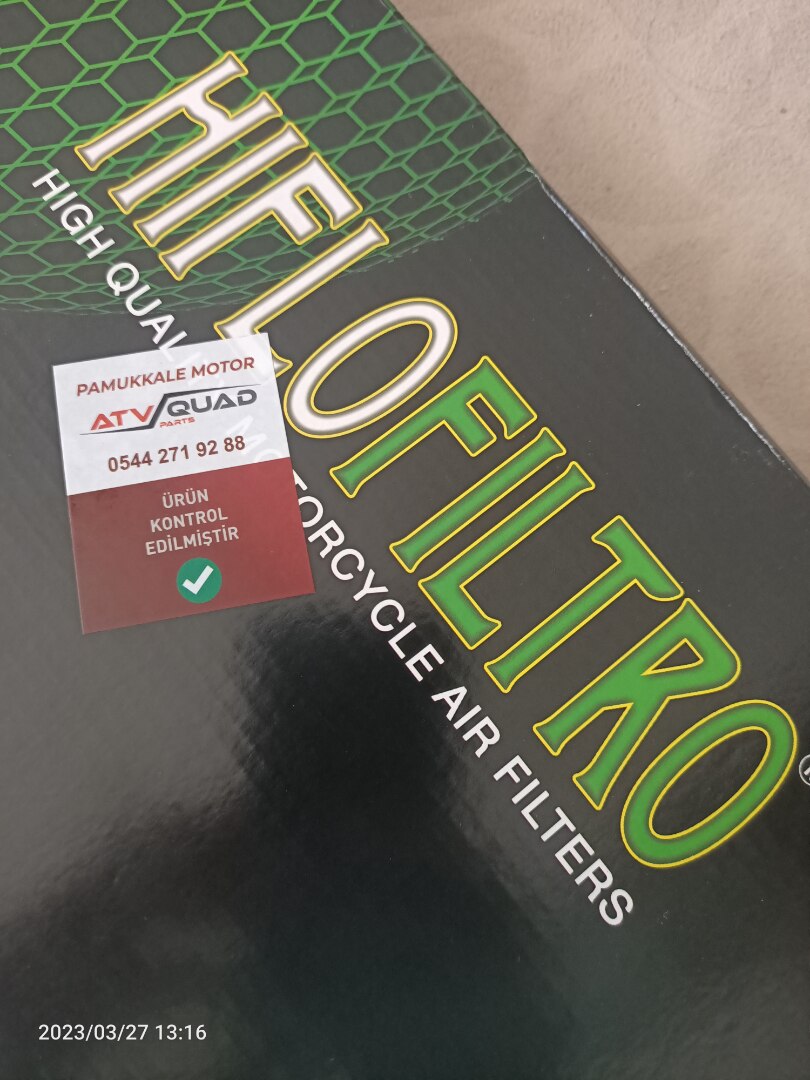 HIFLOFILTRO
HIGH QUAL MOTORCYCLE AIR FILTERS
PAMUKKALE MOTOR
ATV QUAD
PARTS
0544 271 92 88
ÜRÜN
KONTROL
EDİLMİŞTİR
2023/03/27 13:16